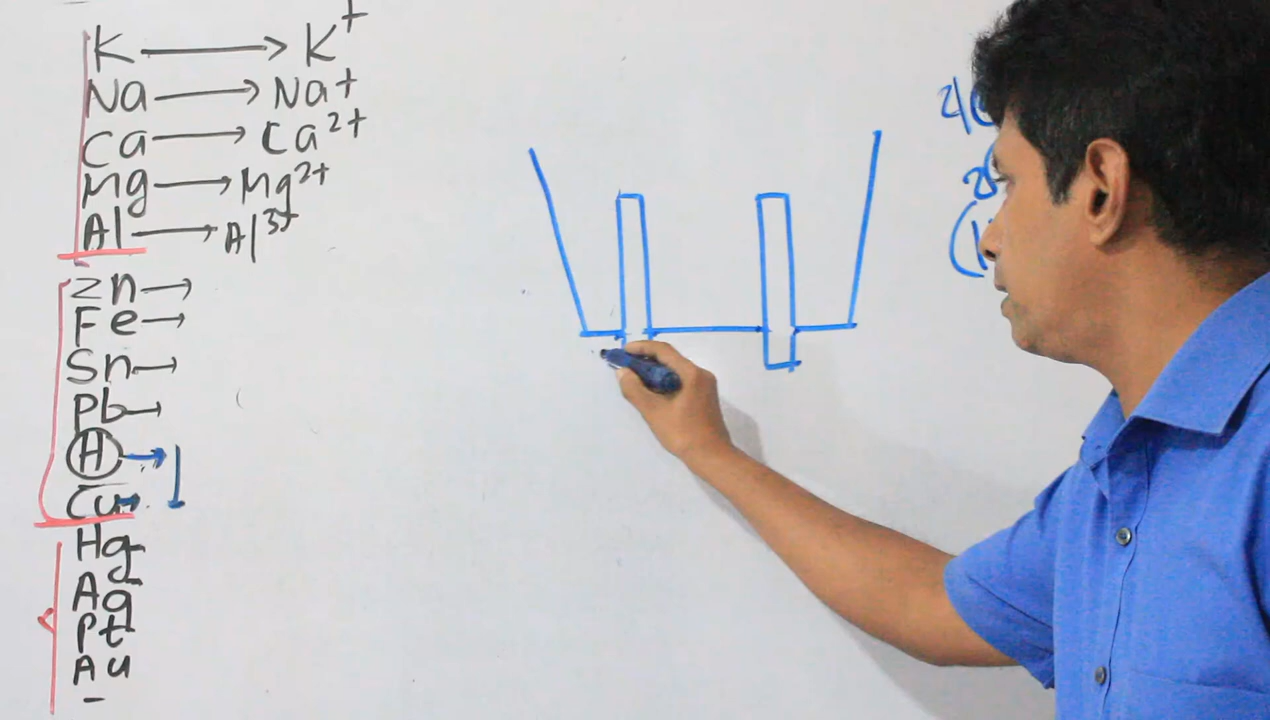 K → K⁺
Na → Na⁺
Ca → Ca²⁺
Mg → Mg²⁺
Al → Al³⁺
Zn →
Fe →
Sn →
Pb →
H →
Cu →
Hg
Ag
Pt
Au